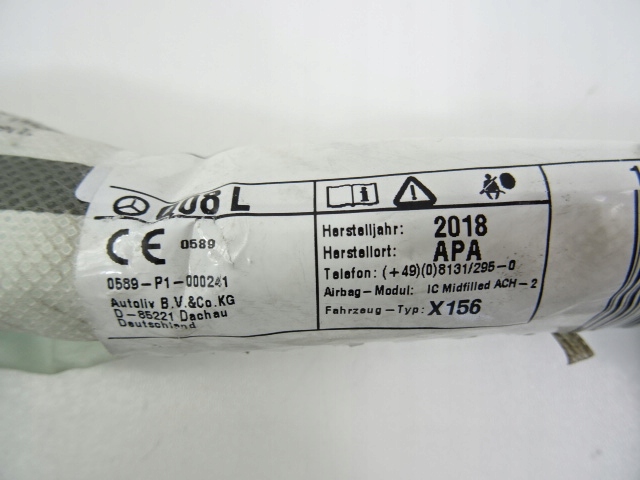 L
CE 0589
0589-P1-000241
Autoliv B.V.&Co.KG
D-85221 Dachau
Deutschland
i
Herstelljahr: 2018
Herstellort: APA
Telefon: (+49)(0)8131/295-0
Airbag-Modul: IC Midfilled ACH-2
Fahrzeug-Typ: X156